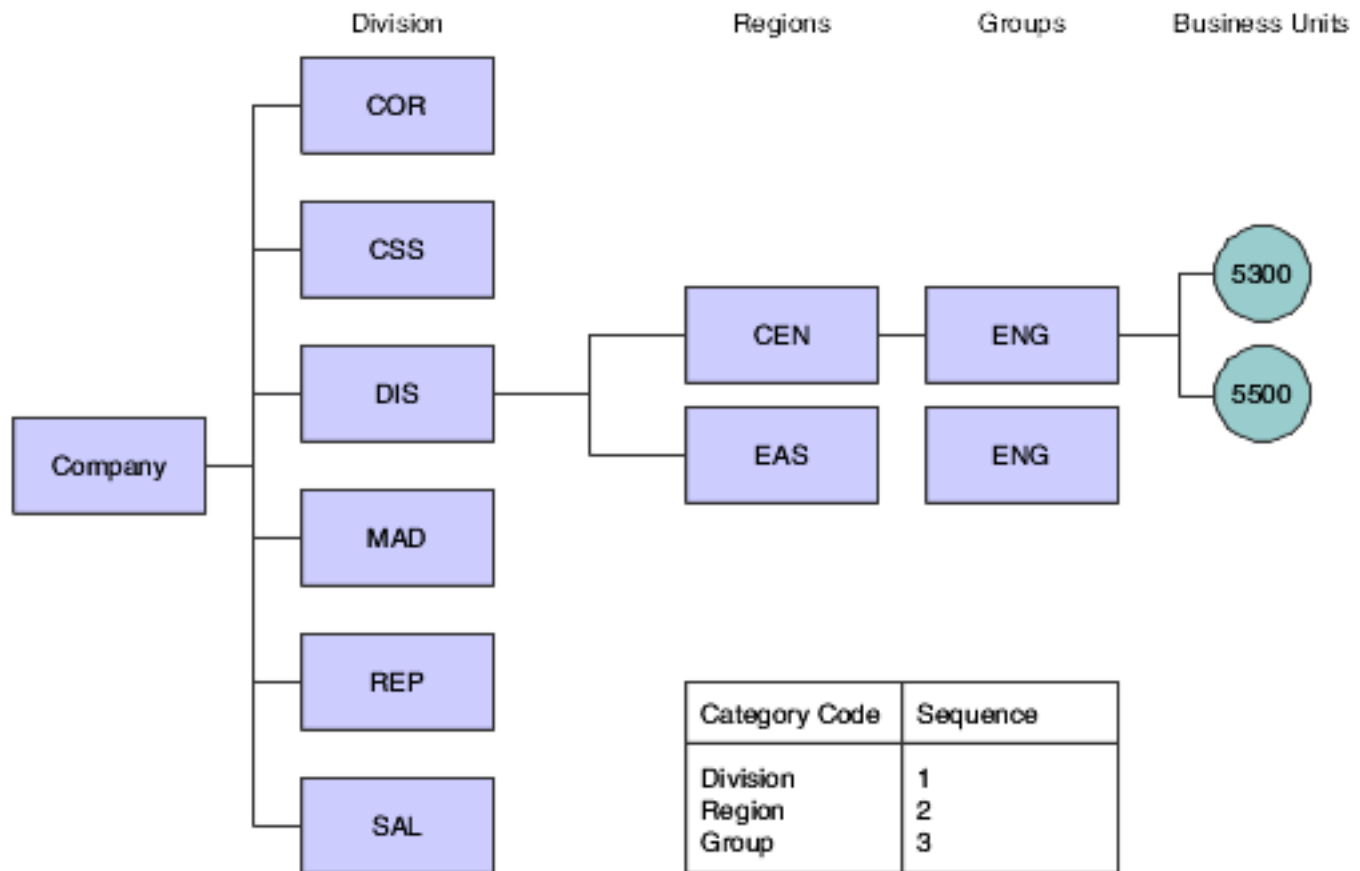 Division
Regions
Groups
Business Units
COR
CSS
5300
CEN
ENG
DIS
5500
Company
EAS
ENG
MAD
REP
Category Code
Sequence
Division 1
Region 2
Group 3
SAL